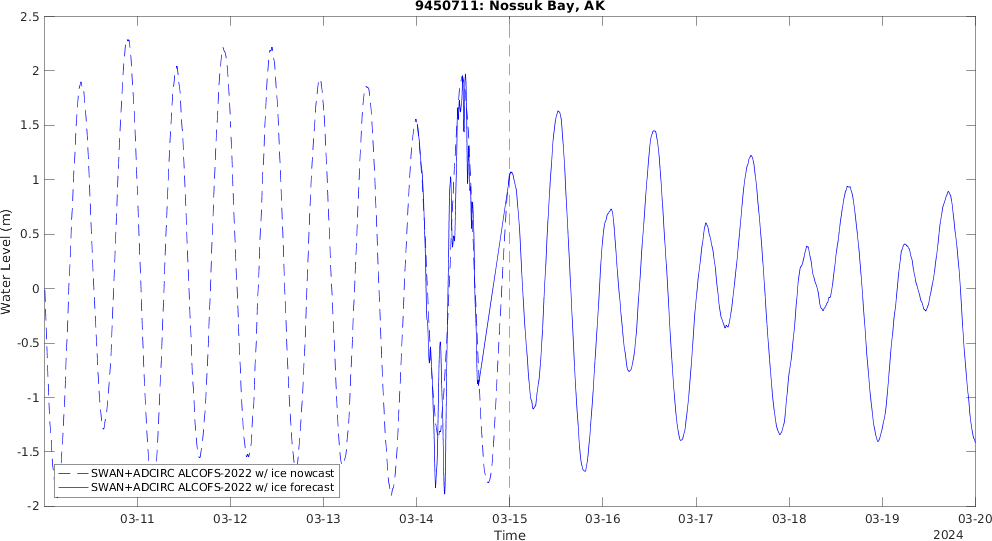 9450711: Nossuk Bay, AK
2.5
2
1.5
1
0.5
0
-0.5
-1
-1.5
-2
Water Level (m)
SWAN+ADCIRC ALCOFS-2022 w/ ice nowcast
SWAN+ADCIRC ALCOFS-2022 w/ ice forecast
03-11 03-12 03-13 03-14 03-15 03-16 03-17 03-18 03-19 03-20
Time
2024